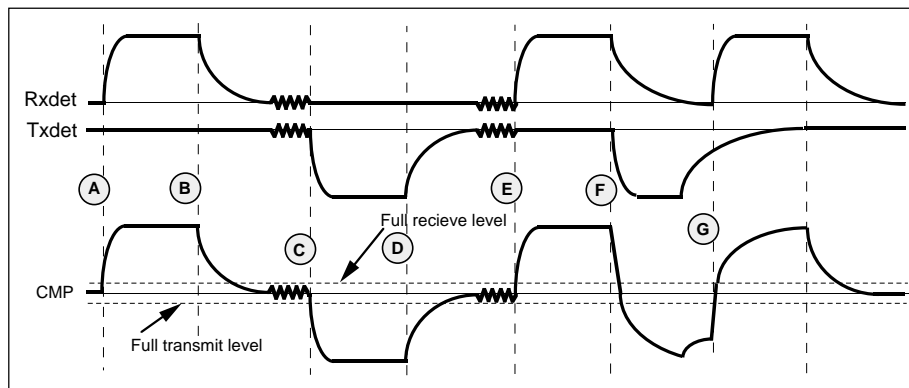 Rxdet
Txdet
A
B
E
F
Full recieve level
C
D
G
CMP
Full transmit level